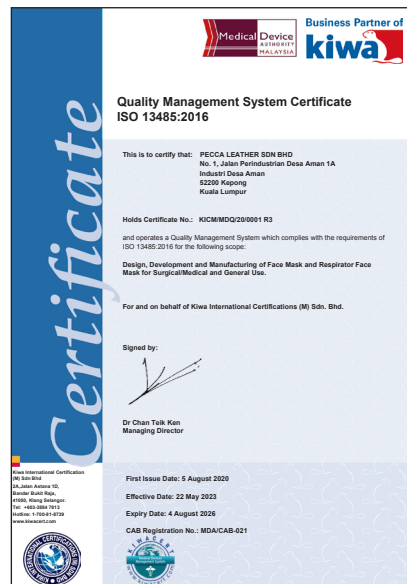 Medical Device
AUTHORITY
MALAYSIA
Business Partner of
kiwa
Certificate
Quality Management System Certificate
ISO 13485:2016
This is to certify that: PECCA LEATHER SDN BHD
No. 1, Jalan Perindustrian Desa Aman 1A
Industri Desa Aman
52200 Kepong
Kuala Lumpur
Holds Certificate No.: KICM/MDQ/20/0001 R3
and operates a Quality Management System which complies with the requirements of
ISO 13485:2016 for the following scope:
Design, Development and Manufacturing of Face Mask and Respirator Face
Mask for Surgical/Medical and General Use.
For and on behalf of Kiwa International Certifications (M) Sdn. Bhd.
Signed by:
Dr Chan Teik Ken
Managing Director
Kiwa International Certification
(M) Sdn Bhd
2A,Jalan Astana 1D,
Bandar Bukit Raja,
41050, Klang Selangor.
Tel: +603-3984 7813
Hotline: 1-700-81-8739
www.kiwacert.com
First Issue Date: 5 August 2020
Effective Date: 22 May 2023
Expiry Date: 4 August 2026
CAB Registration No.: MDA/CAB-021
KIWACERT
www.kiwacert.com